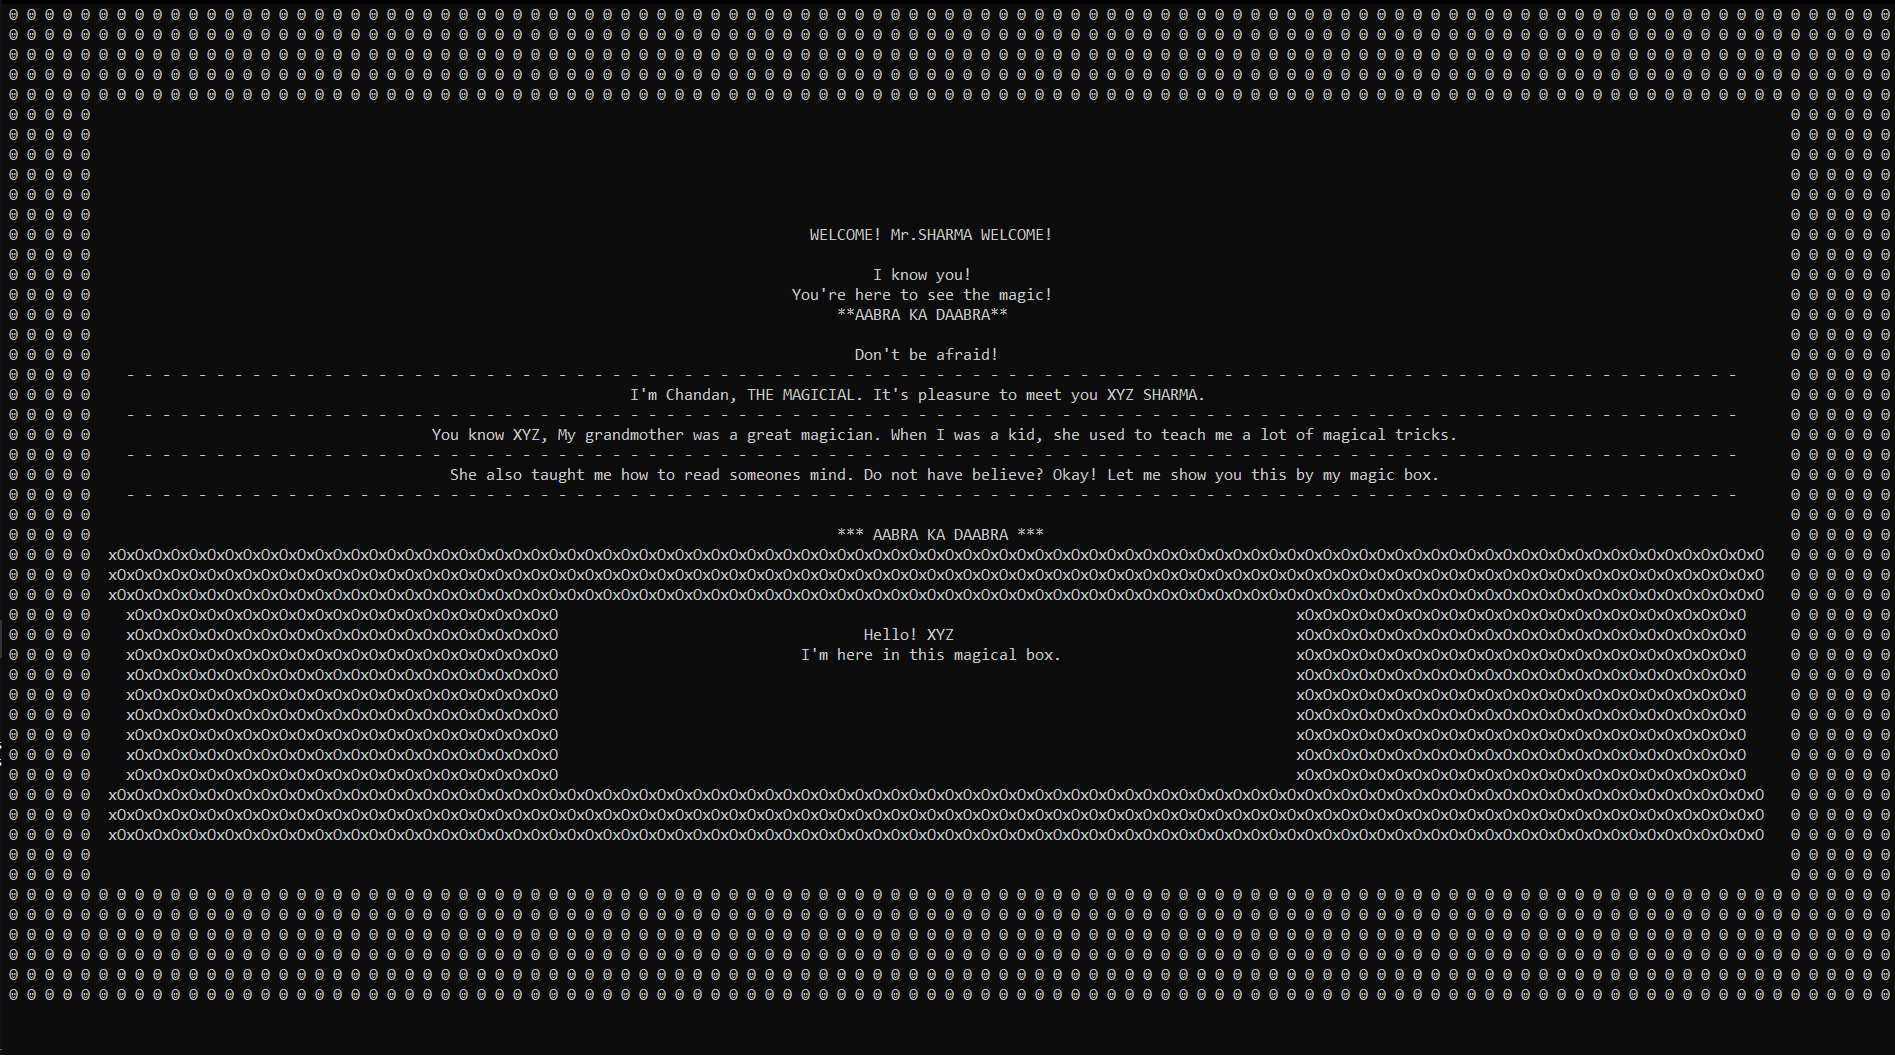 WELCOME! Mr.SHARMA WELCOME!
I know you!
You're here to see the magic!
**AABRA KA DAABRA**
Don't be afraid!
I'm Chandan, THE MAGICIAL. It's pleasure to meet you XYZ SHARMA.
You know XYZ, My grandmother was a great magician. When I was a kid, she used to teach me a lot of magical tricks.
She also taught me how to read someones mind. Do not have believe? Okay! Let me show you this by my magic box.
*** AABRA KA DAABRA ***
Hello! XYZ
I'm here in this magical box.